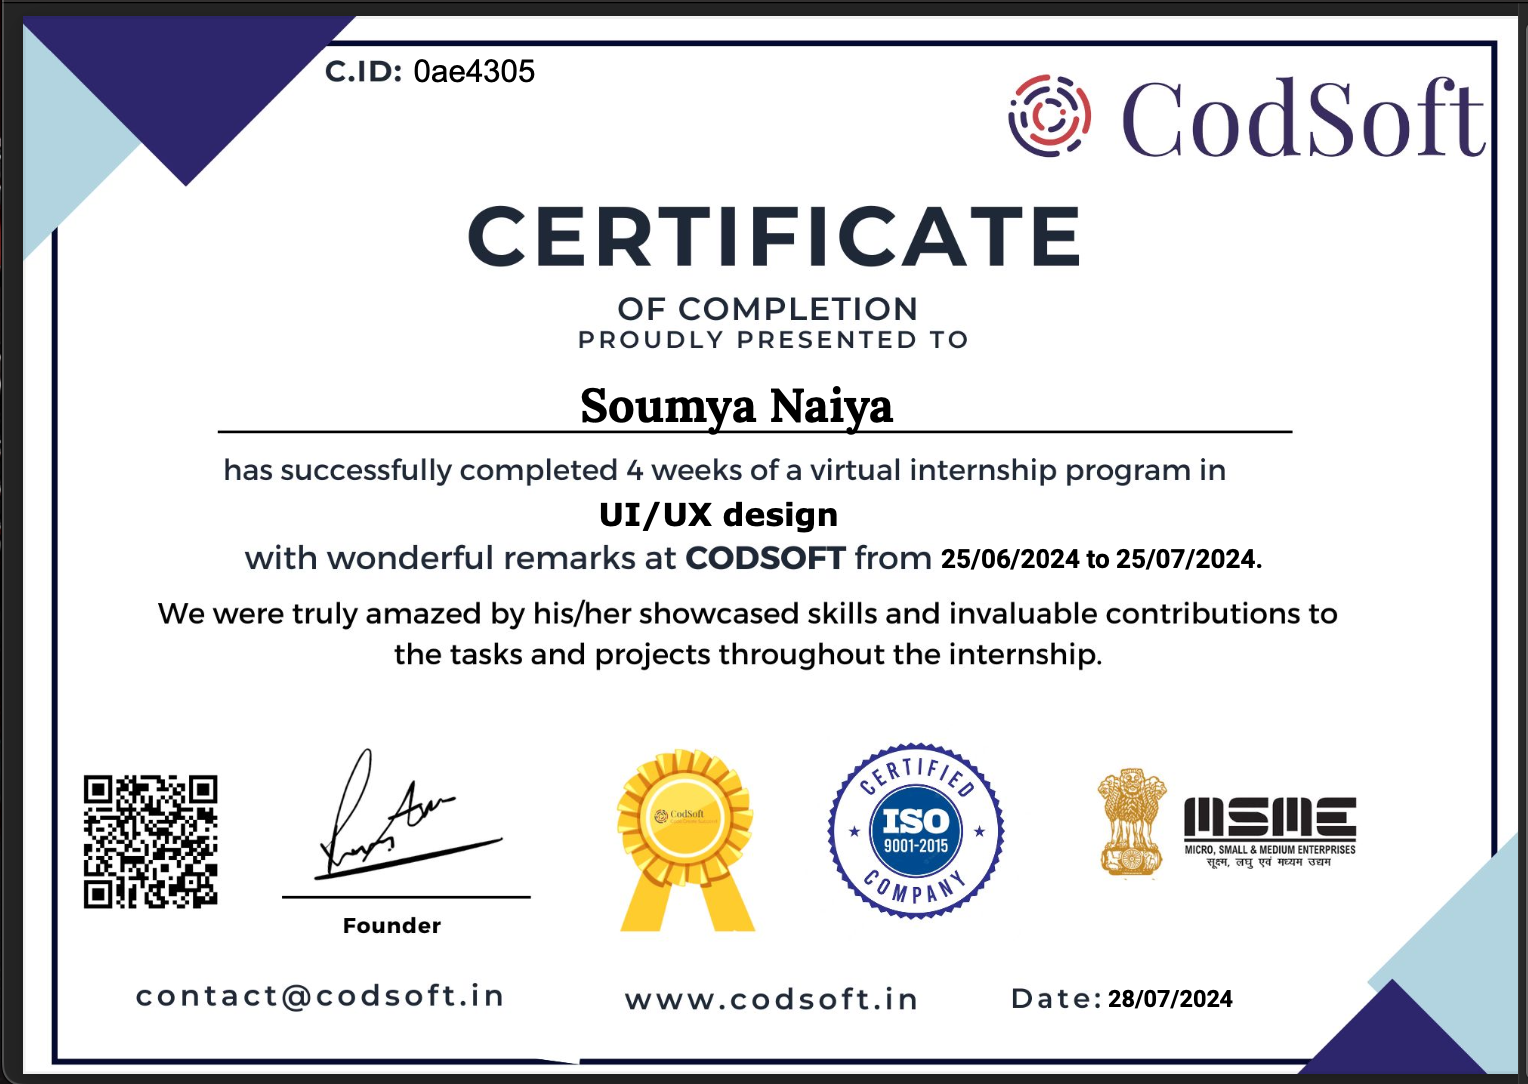 C.ID: 0ae4305
CodSoft
CERTIFICATE
OF COMPLETION
PROUDLY PRESENTED TO
Soumya Naiya
has successfully completed 4 weeks of a virtual internship program in
UI/UX design
with wonderful remarks at CODSOFT from 25/06/2024 to 25/07/2024.
We were truly amazed by his/her showcased skills and invaluable contributions to
the tasks and projects throughout the internship.
Founder
CodSoft
CERTIFIED
ISO
9001-2015
COMPANY
MSME
MICRO, SMALL & MEDIUM ENTERPRISES
सूक्ष्म, लघु एवं मध्यम उद्यम
contact@codsoft.in
www.codsoft.in
Date: 28/07/2024